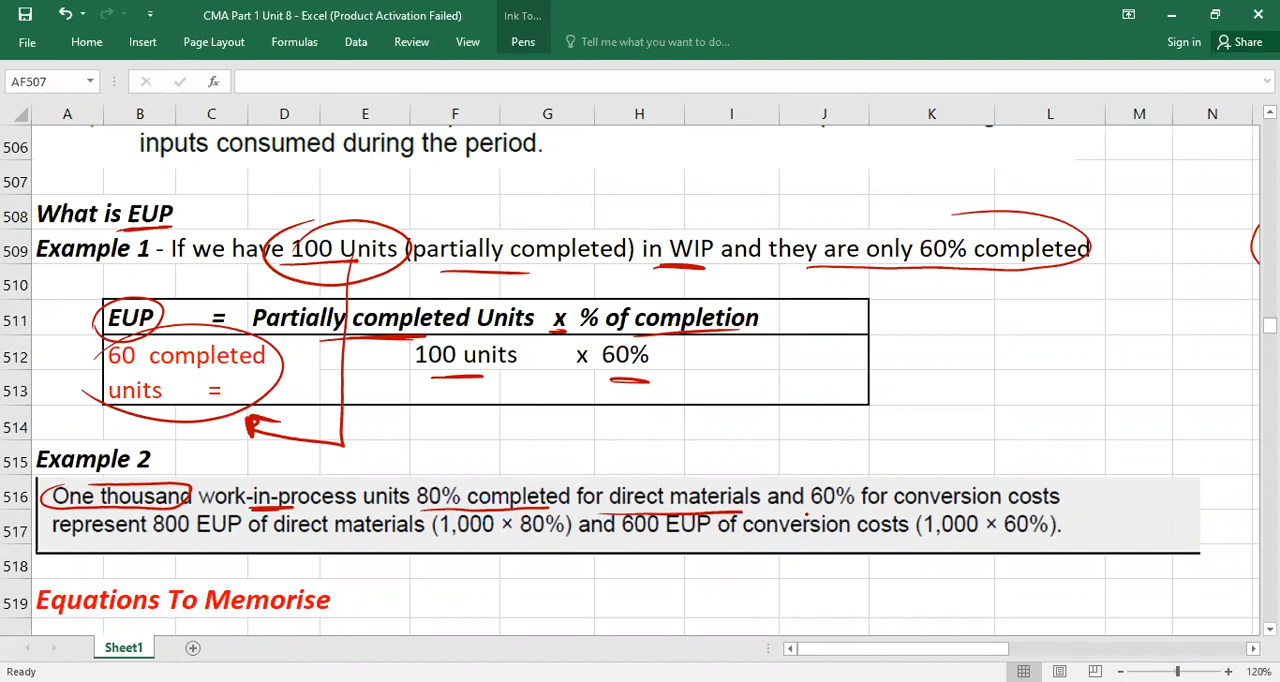 CMA Part 1 Unit 8 - Excel (Product Activation Failed)
Ink To...
File Home Insert Page Layout Formulas Data Review View Pens Tell me what you want to do... Sign in Share
AF507 fx
A B C D E F G H I J K L M N
506 inputs consumed during the period.
507
508 What is EUP
509 Example 1 - If we have 100 Units (partially completed) in WIP and they are only 60% completed
510
511 EUP = Partially completed Units x % of completion
512 60 completed 100 units x 60%
513 units =
514
515 Example 2
516 One thousand work-in-process units 80% completed for direct materials and 60% for conversion costs
517 represent 800 EUP of direct materials (1,000 × 80%) and 600 EUP of conversion costs (1,000 × 60%).
518
519 Equations To Memorise
Sheet1
Ready 120%